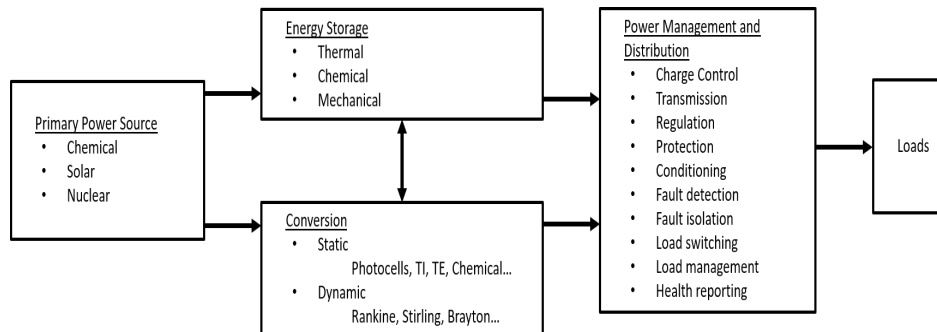 Primary Power Source
• Chemical
• Solar
• Nuclear
Energy Storage
• Thermal
• Chemical
• Mechanical
Conversion
• Static
Photocells, TI, TE, Chemical...
• Dynamic
Rankine, Stirling, Brayton...
Power Management and
Distribution
• Charge Control
• Transmission
• Regulation
• Protection
• Conditioning
• Fault detection
• Fault isolation
• Load switching
• Load management
• Health reporting
Loads